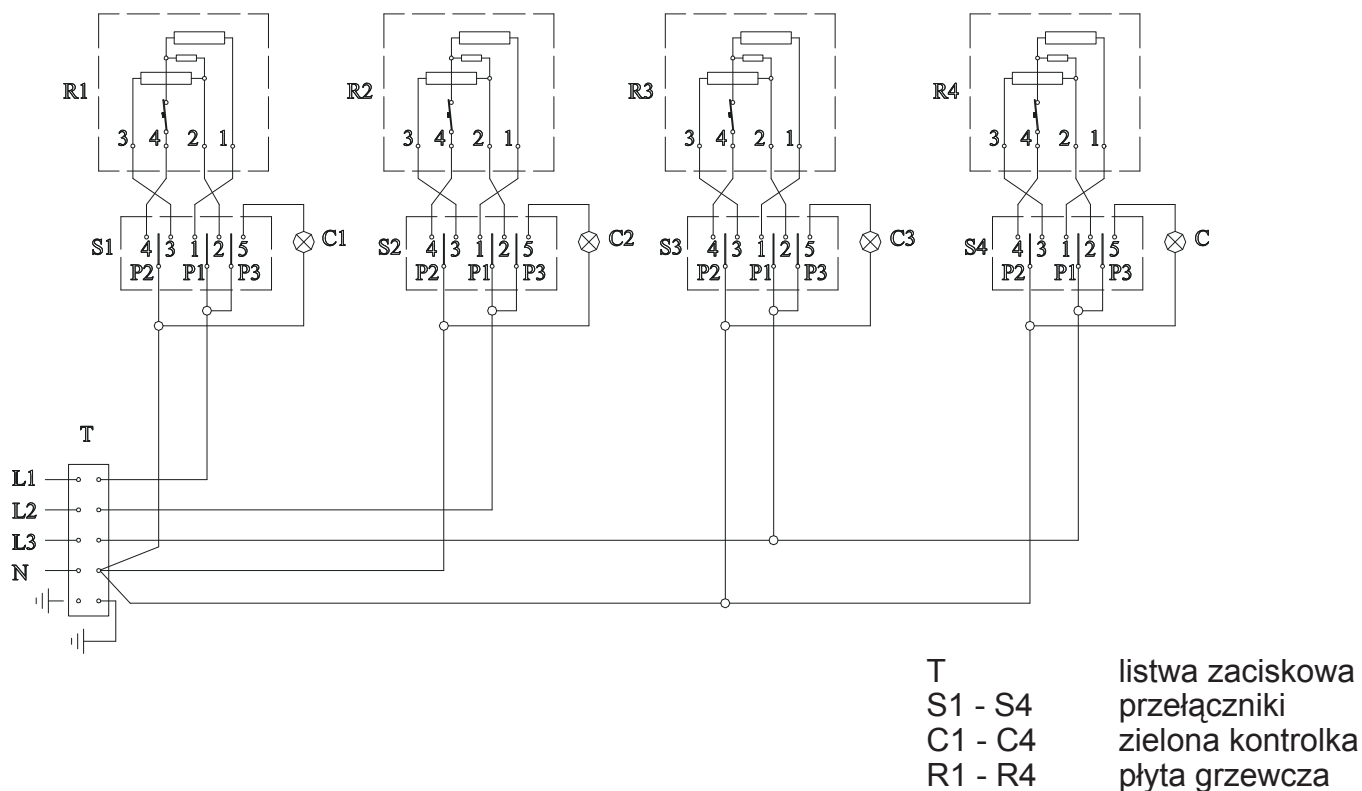 R1 R2 R3 R4
3 4 2 1 3 4 2 1 3 4 2 1 3 4 2 1
S1 4 3 1 2 5 C1 S2 4 3 1 2 5 C2 S3 4 3 1 2 5 C3 S4 4 3 1 2 5 C
P2 P1 P3 P2 P1 P3 P2 P1 P3 P2 P1 P3
T
L1
L2
L3
N
T listwa zaciskowa
S1 - S4 przełączniki
C1 - C4 zielona kontrolka
R1 - R4 płyta grzewcza